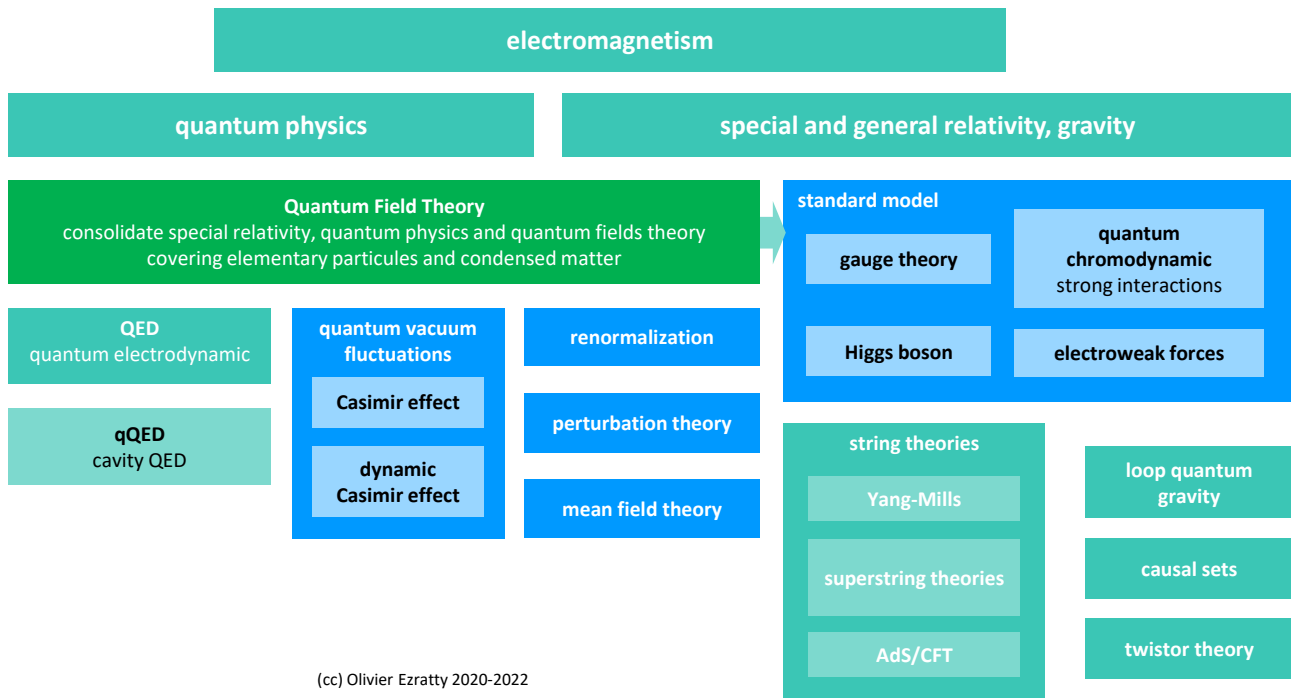 electromagnetism
quantum physics
special and general relativity, gravity
Quantum Field Theory
consolidate special relativity, quantum physics and quantum fields theory
covering elementary particules and condensed matter
standard model
gauge theory
quantum
chromodynamic
strong interactions
Higgs boson
electroweak forces
QED
quantum electrodynamic
qQED
cavity QED
quantum vacuum
fluctuations
Casimir effect
dynamic
Casimir effect
renormalization
perturbation theory
mean field theory
string theories
Yang-Mills
superstring theories
AdS/CFT
loop quantum
gravity
causal sets
twistor theory
(cc) Olivier Ezratty 2020-2022